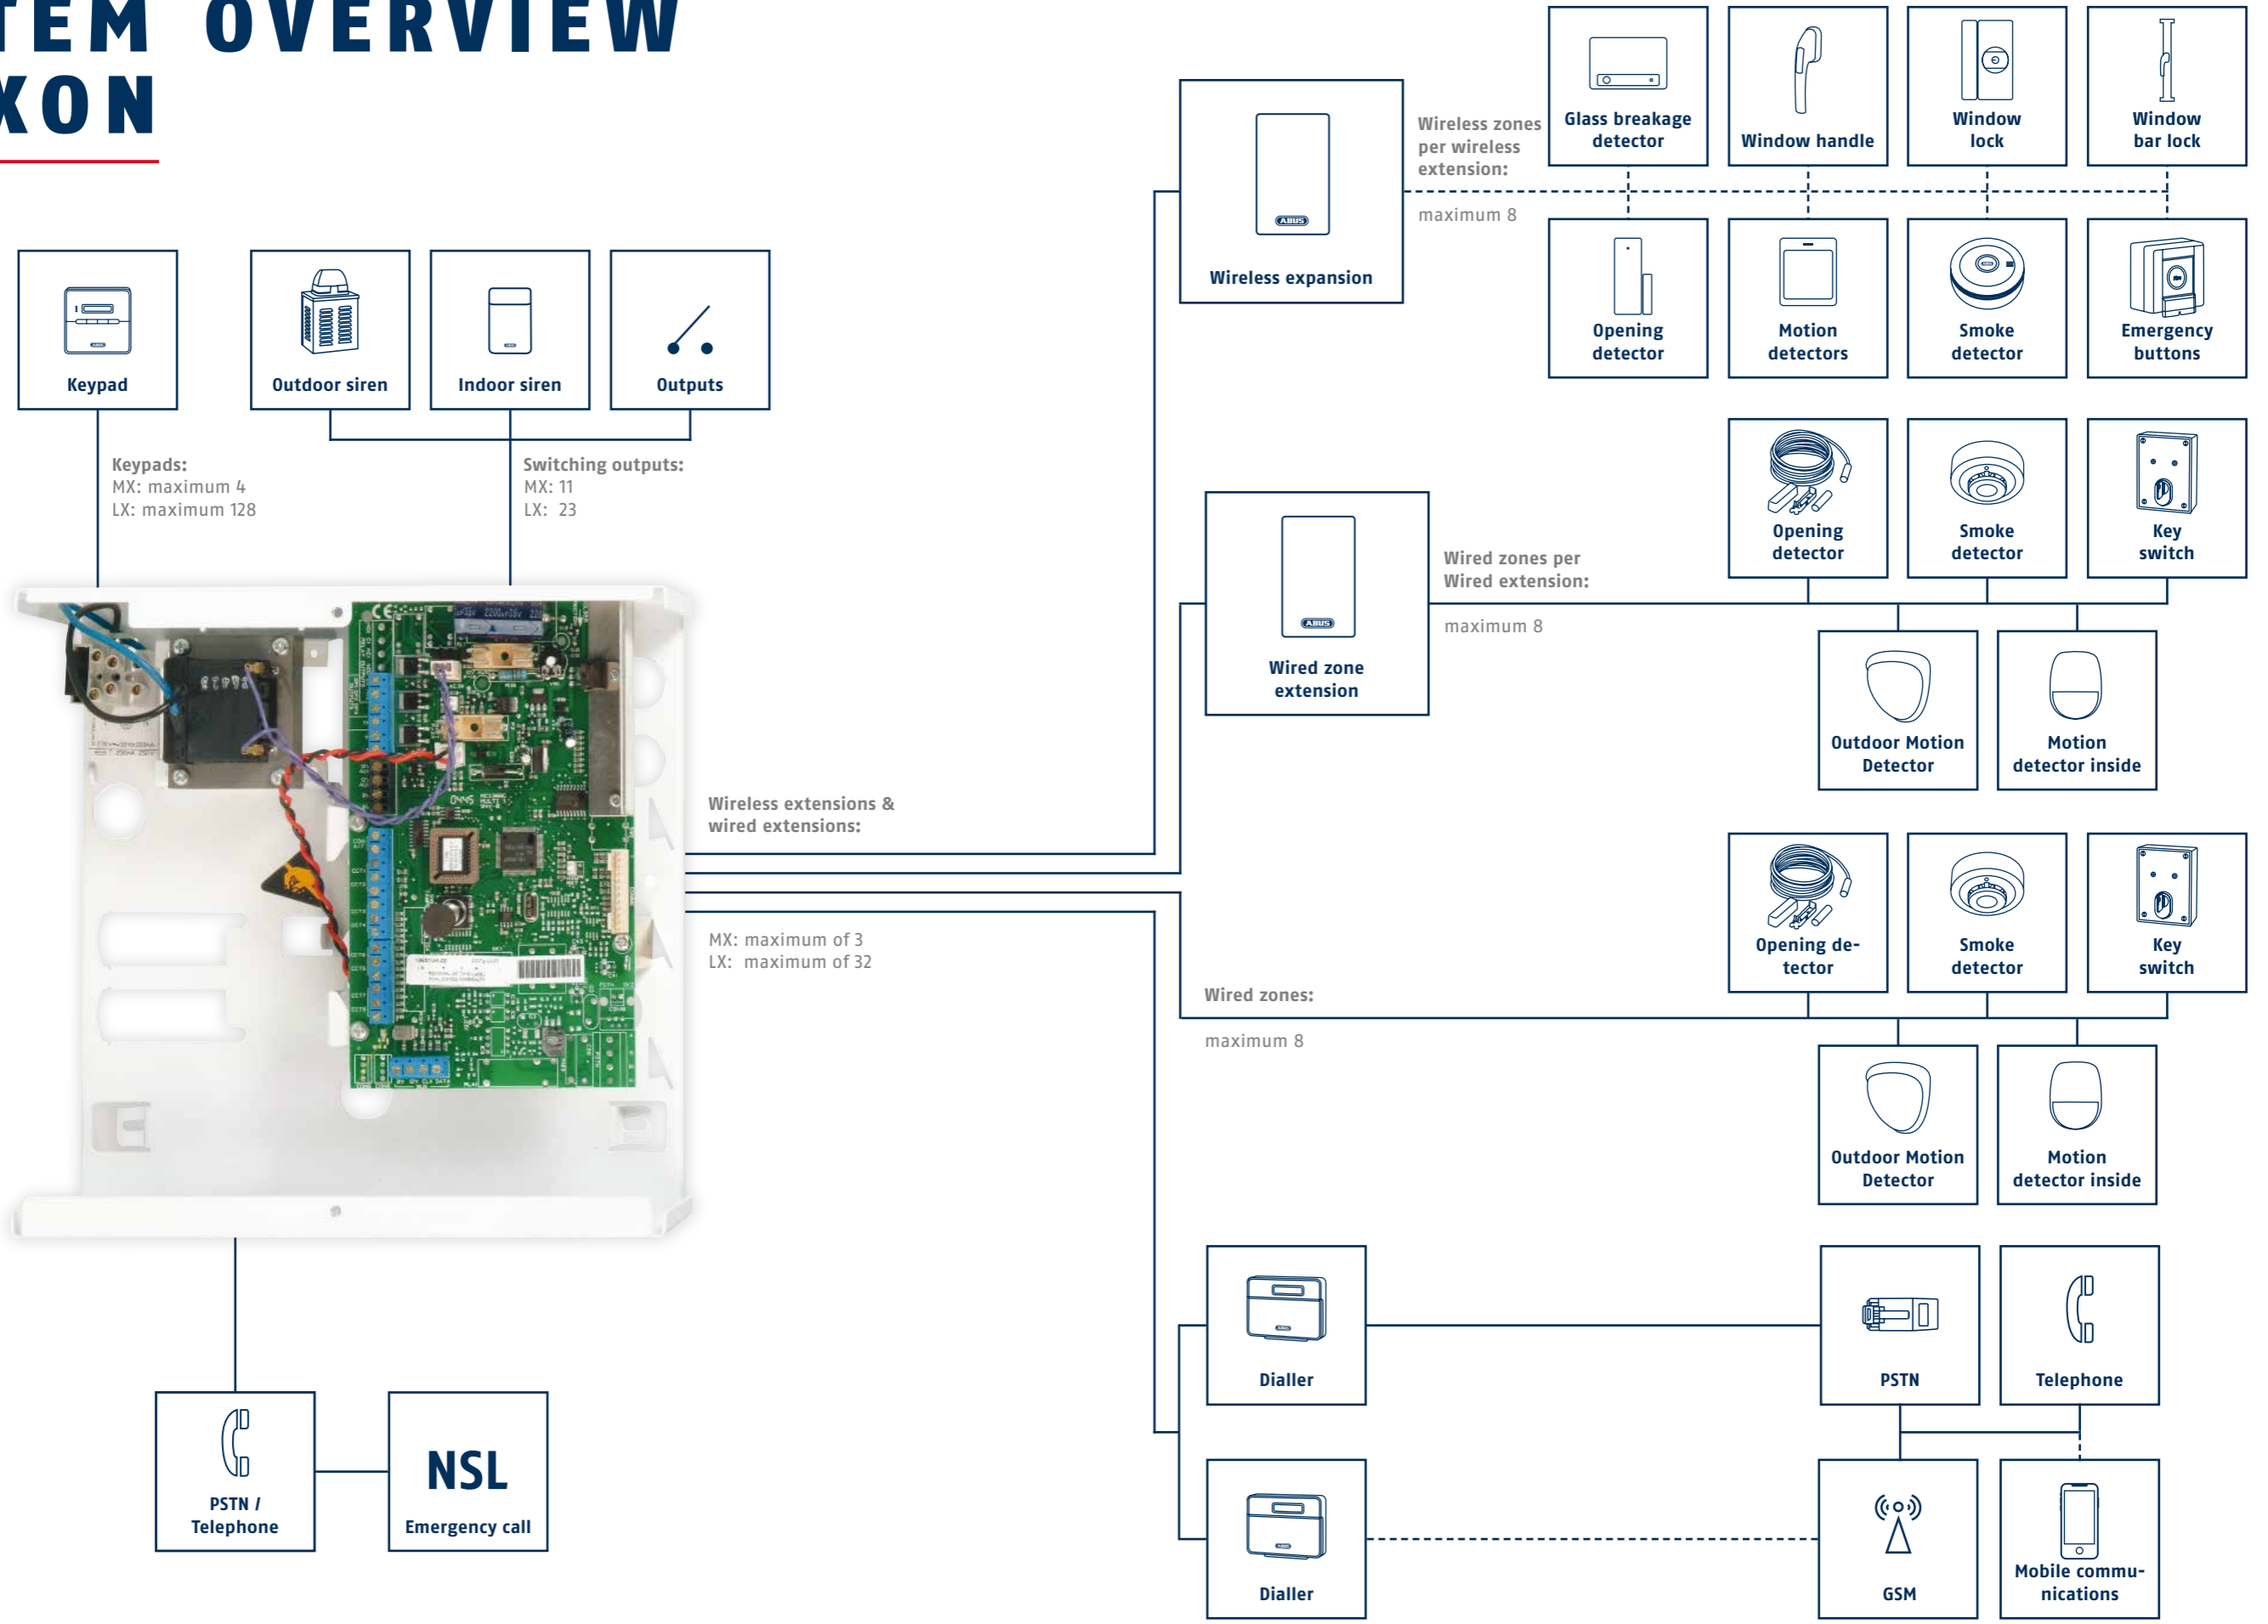 TEM OVERVIEW
XON
Glass breakage
detector
Window handle
Window
lock
Window
bar lock
Wireless zones
per wireless
extension:
maximum 8
ABUS
Wireless expansion
Opening
detector
Motion
detectors
Smoke
detector
Emergency
buttons
Keypad
Outdoor siren
Indoor siren
Outputs
Keypads:
MX: maximum 4
LX: maximum 128
Switching outputs:
MX: 11
LX: 23
Opening
detector
Smoke
detector
Key
switch
Wired zones per
Wired extension:
maximum 8
ABUS
Wired zone
extension
Outdoor Motion
Detector
Motion
detector inside
Wireless extensions &
wired extensions:
MX: maximum of 3
LX: maximum of 32
Opening de-
tector
Smoke
detector
Key
switch
Wired zones:
maximum 8
Outdoor Motion
Detector
Motion
detector inside
Dialler
PSTN
Telephone
PSTN /
Telephone
NSL
Emergency call
Dialler
GSM
Mobile commu-
nications